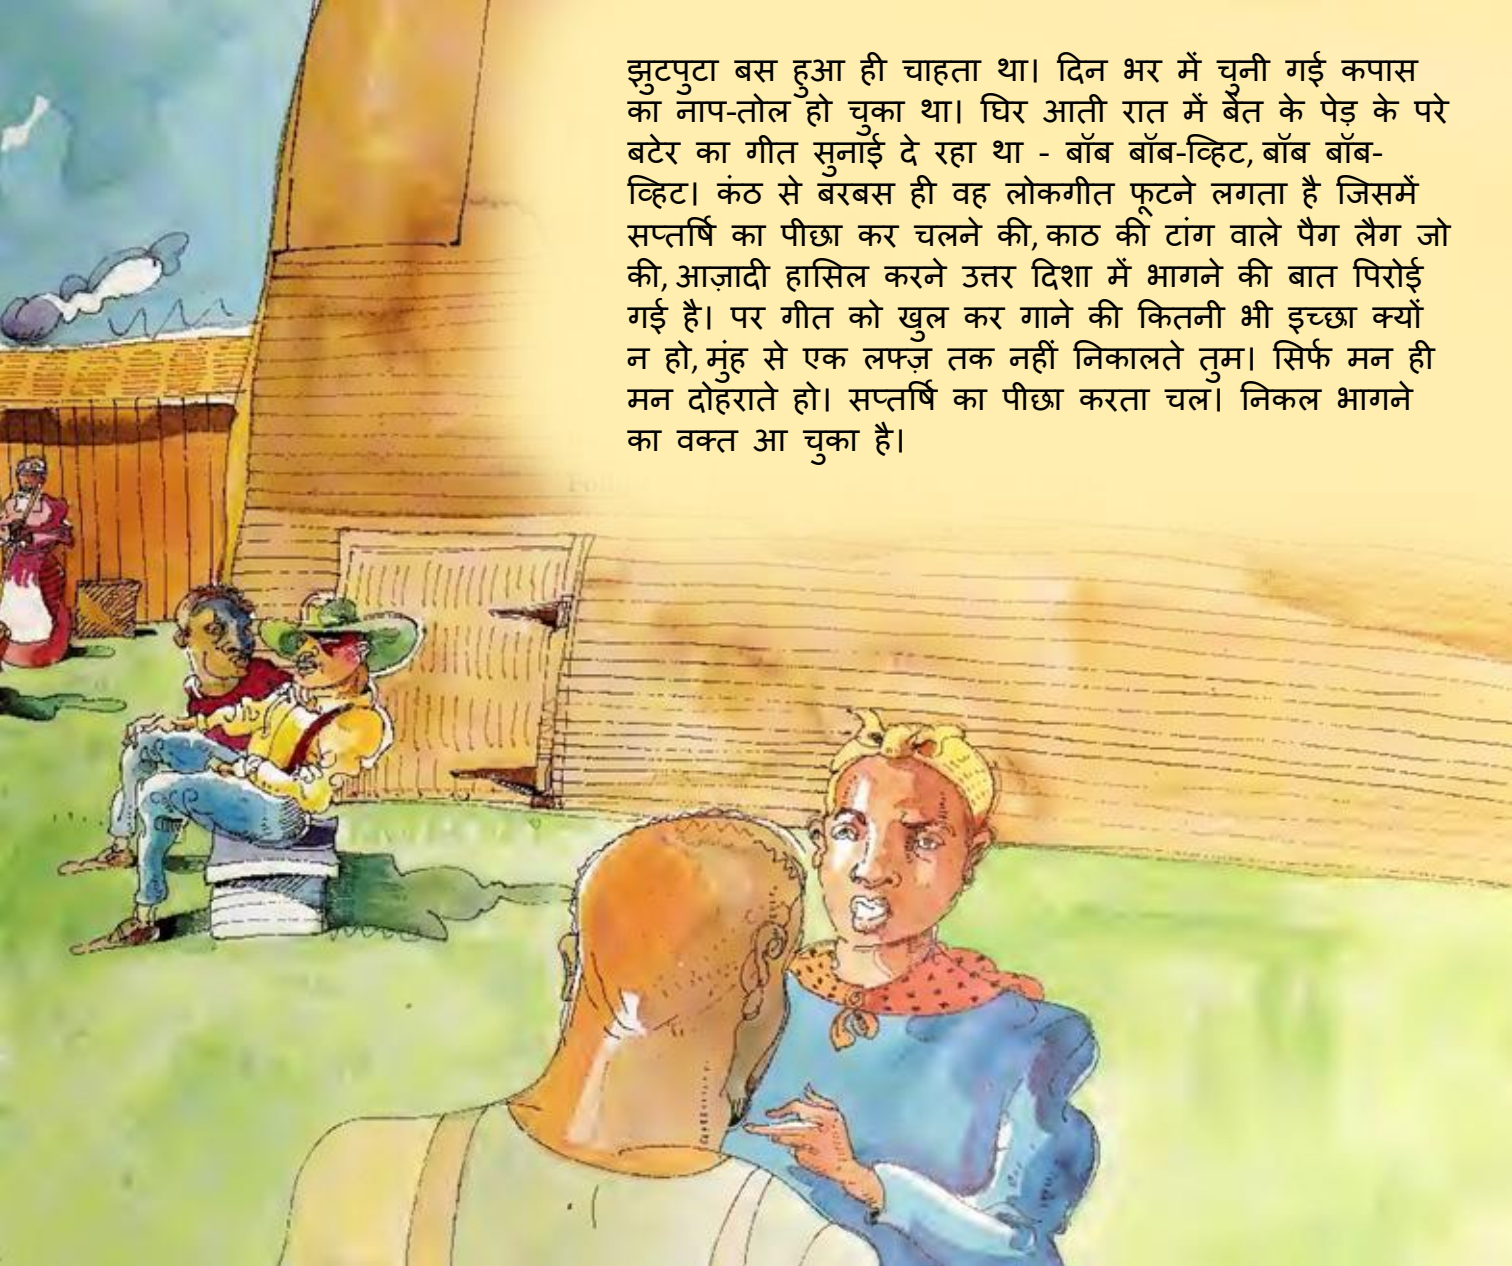 झुटपुटा बस हुआ ही चाहता था। दिन भर में चुनी गई कपास
का नाप-तोल हो चुका था। घिर आती रात में बेंत के पेड़ के परे
बटेर का गीत सुनाई दे रहा था - बॉब बॉब-व्हिट, बॉब बॉब-
व्हिट। कंठ से बरबस ही वह लोकगीत फूटने लगता है जिसमें
सप्तर्षि का पीछा कर चलने की, काठ की टांग वाले पैग लैग जो
की, आज़ादी हासिल करने उत्तर दिशा में भागने की बात पिरोई
गई है। पर गीत को खुल कर गाने की कितनी भी इच्छा क्यों
न हो, मुंह से एक लफ्ज़ तक नहीं निकालते तुम। सिर्फ मन ही
मन दोहराते हो। सप्तर्षि का पीछा करता चल। निकल भागने
का वक्त आ चुका है।